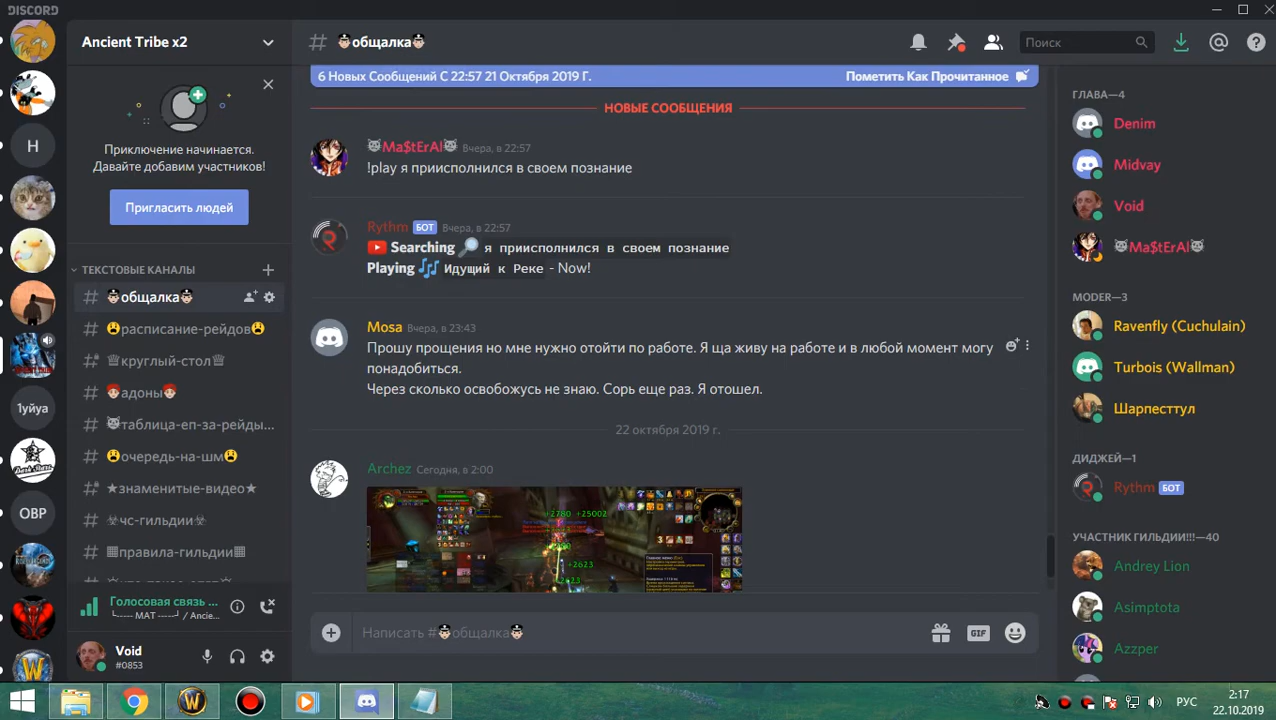 DISCORD
Ancient Tribe x2
Приключение начинается.
Давайте добавим участников!
Пригласить людей
ТЕКСТОВЫЕ КАНАЛЫ
# общалка
# расписание-рейдов
# круглый-стол
# адоны
# таблица-еп-за-рейды...
# очередь-на-шм
# ★знаменитые-видео★
# чс-гильдии
# правила-гильдии
Голосовая связь ...
МАТ -----┘ / Ancie...
Void
#0853
Н
1уйуа
ОВР
# общалка
Поиск
6 Новых Сообщений С 22:57 21 Октября 2019 Г.
Пометить Как Прочитанное
НОВЫЕ СООБЩЕНИЯ
Ma$tErAl Вчера, в 22:57
!play я приисполнился в своем познание
Rythm БОТ Вчера, в 22:57
Searching я приисполнился в своем познание
Playing Идущий к Реке - Now!
Mosa Вчера, в 23:43
Прошу прощения но мне нужно отойти по работе. Я ща живу на работе и в любой момент могу
понадобиться.
Через сколько освобожусь не знаю. Сорь еще раз. Я отошел.
22 октября 2019 г.
Archez Сегодня, в 2:00
+2780 +25002
+2623
Написать # общалка
GIF
ГЛАВА—4
Denim
Midway
Void
Ma$tErAl
MODER—3
Ravenfly (Cuchulain)
Turbois (Wallman)
Шарпесттул
ДИДЖЕЙ—1
Rythm БОТ
УЧАСТНИК ГИЛЬДИИ!!!—40
Andrey Lion
Asimptota
Azzper
РУС
2:17
22.10.2019